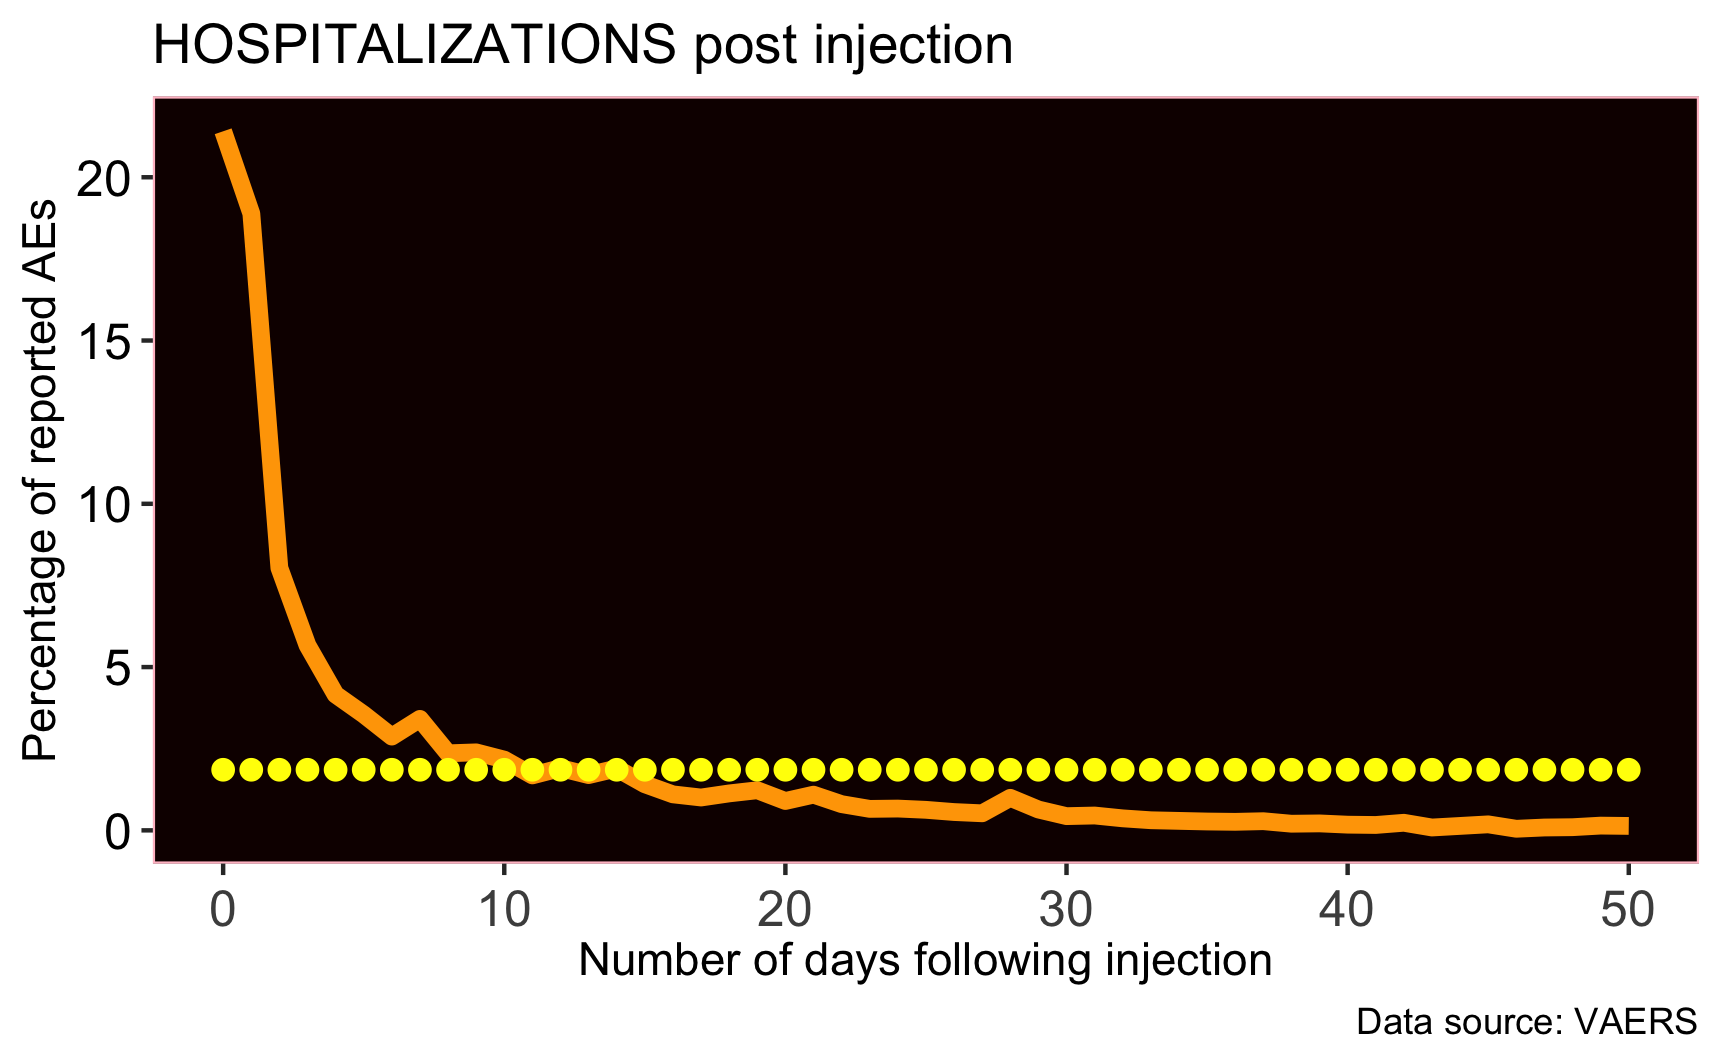 HOSPITALIZATIONS post injection
Percentage of reported AEs
20
15
10
5
0
0 10 20 30 40 50
Number of days following injection
Data source: VAERS